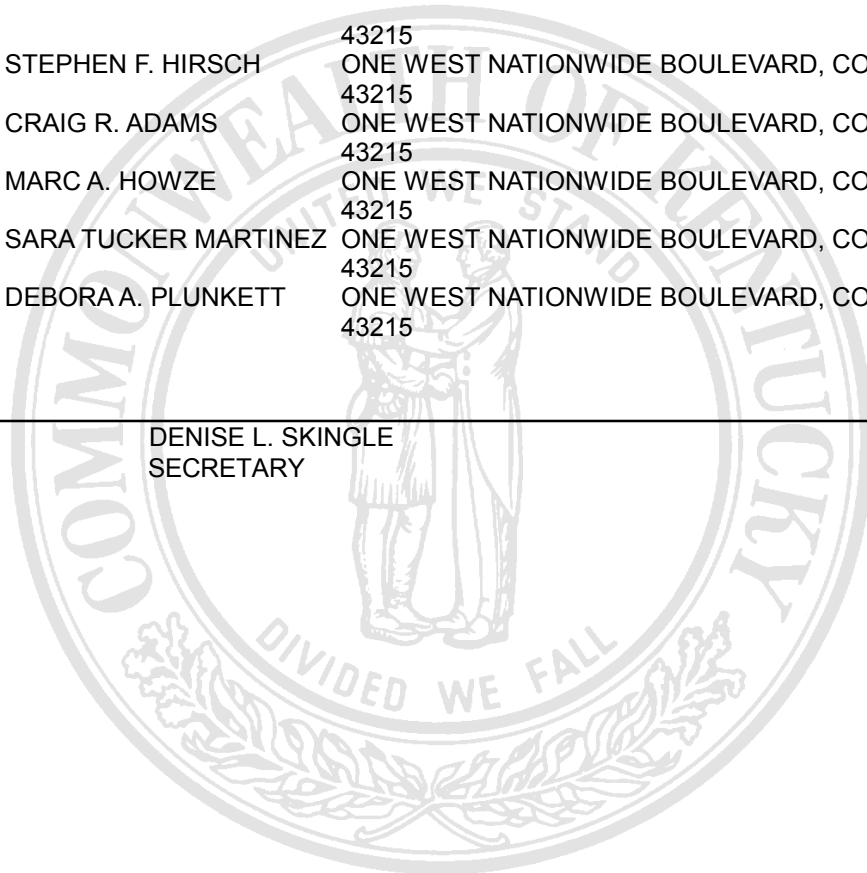 43215
STEPHEN F. HIRSCH ONE WEST NATIONWIDE BOULEVARD, CO
43215
CRAIG R. ADAMS ONE WEST NATIONWIDE BOULEVARD, CO
43215
MARC A. HOWZE ONE WEST NATIONWIDE BOULEVARD, CO
43215
SARA TUCKER MARTINEZ ONE WEST NATIONWIDE BOULEVARD, CO
43215
DEBORA A. PLUNKETT ONE WEST NATIONWIDE BOULEVARD, CO
43215
DENISE L. SKINGLE
SECRETARY
COMMONWEALTH OF KENTUCKY
UNITED WE STAND
DIVIDED WE FALL